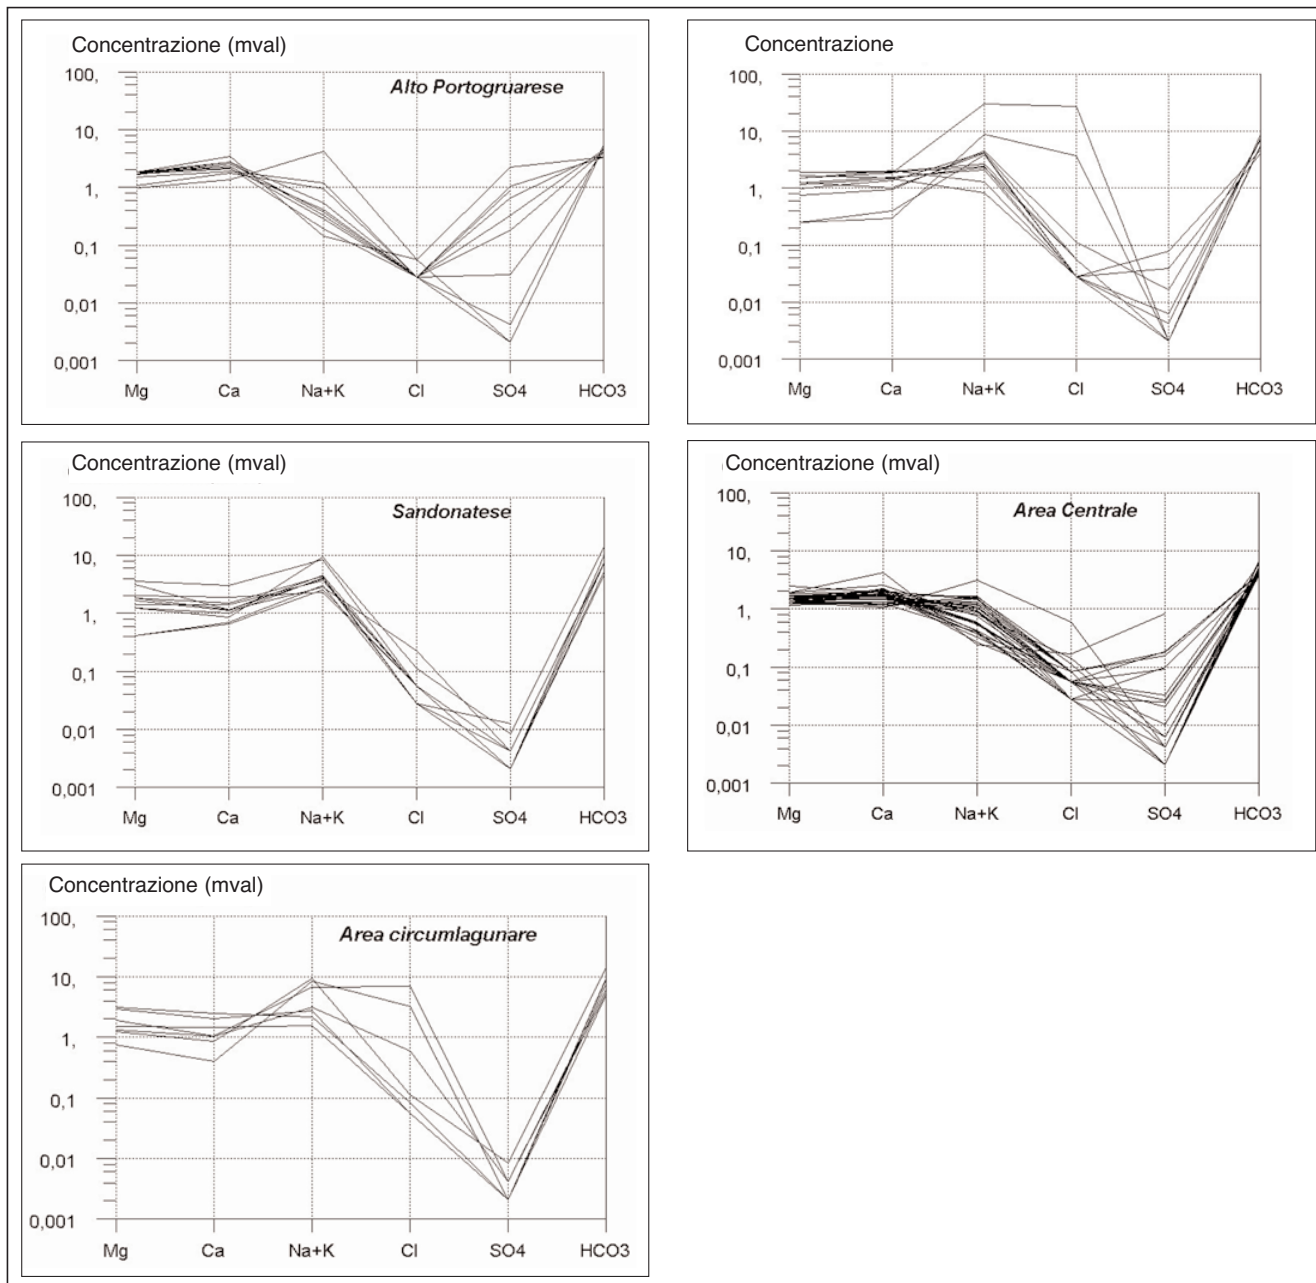 Concentrazione (mval)
Alto Portogruarese
100,
10,
1,
0,1
0,01
0,001
Mg Ca Na+K Cl SO4 HCO3
Concentrazione
100,
10,
1,
0,1
0,01
0,001
Mg Ca Na+K Cl SO4 HCO3
Concentrazione (mval)
Sandonatese
100,
10,
1,
0,1
0,01
0,001
Mg Ca Na+K Cl SO4 HCO3
Concentrazione (mval)
Area Centrale
100,
10,
1,
0,1
0,01
0,001
Mg Ca Na+K Cl SO4 HCO3
Concentrazione (mval)
Area circumlagunare
100,
10,
1,
0,1
0,01
0,001
Mg Ca Na+K Cl SO4 HCO3